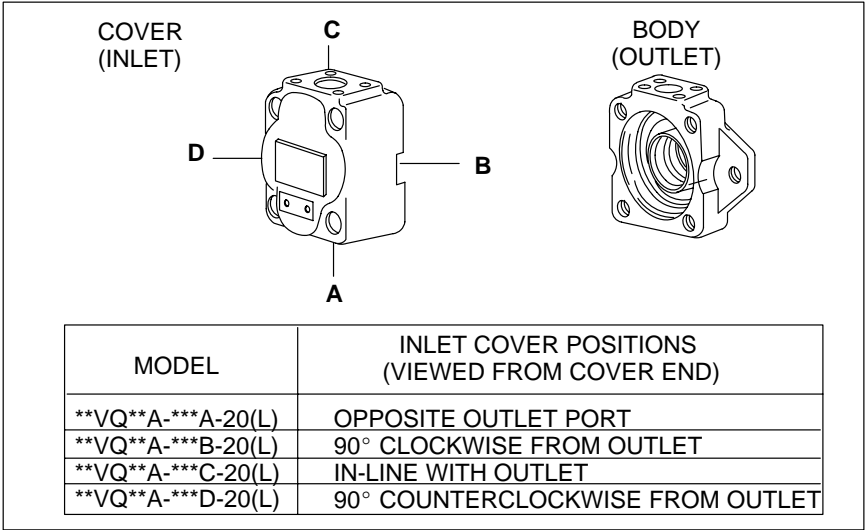 COVER
(INLET)
C
BODY
(OUTLET)
D
B
A
MODEL
INLET COVER POSITIONS
(VIEWED FROM COVER END)
**VQ**A-***A-20(L) OPPOSITE OUTLET PORT
**VQ**A-***B-20(L) 90° CLOCKWISE FROM OUTLET
**VQ**A-***C-20(L) IN-LINE WITH OUTLET
**VQ**A-***D-20(L) 90° COUNTERCLOCKWISE FROM OUTLET